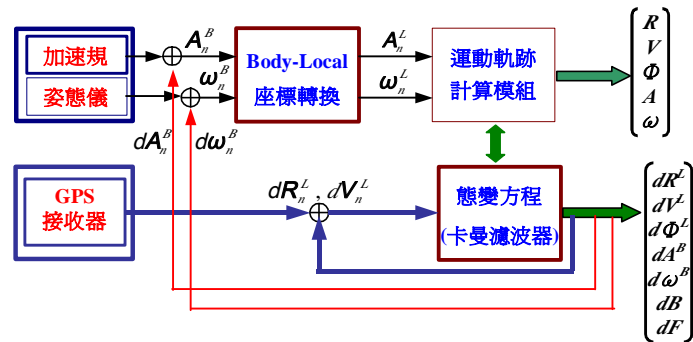 加速規
姿態儀
A_n^B
ω_n^B
dA_n^B
dω_n^B
Body-Local
座標轉換
A_n^L
ω_n^L
運動軌跡
計算模組
R
V
Φ
A
ω
GPS
接收器
dR_n^L , dV_n^L
態變方程
(卡曼濾波器)
dR^L
dV^L
dΦ^L
dA^B
dω^B
dB
dF